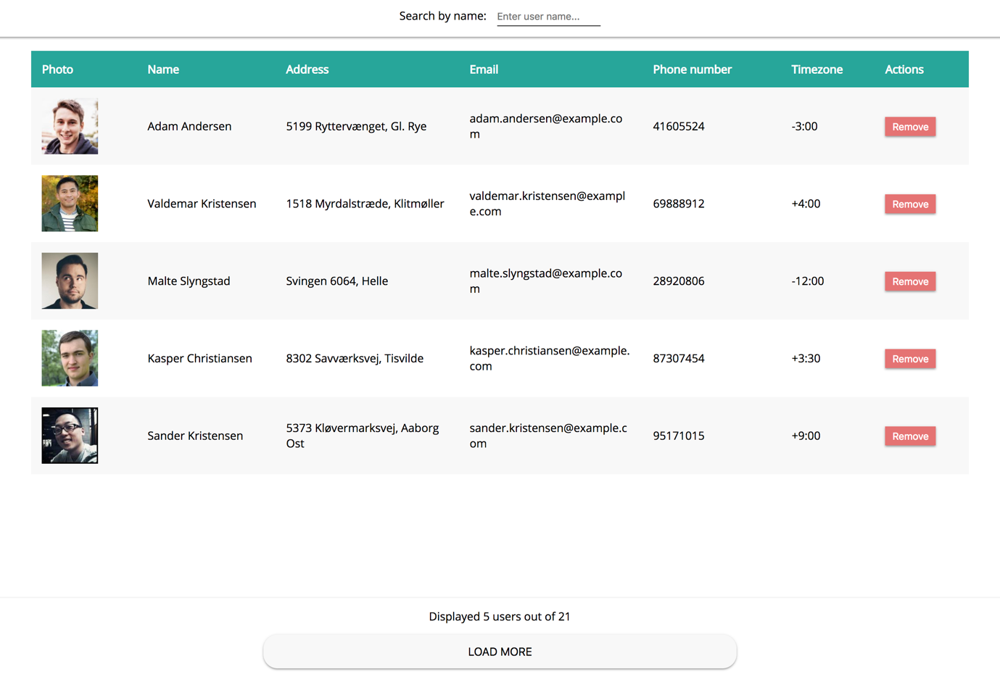 Search by name: Enter user name...
Photo Name Address Email Phone number Timezone Actions
Adam Andersen 5199 Ryttervænget, Gl. Rye adam.andersen@example.co 41605524 -3:00 Remove
m
Valdemar Kristensen 1518 Myrdalstræde, Klitmøller valdemar.kristensen@exampl 69888912 +4:00 Remove
e.com
Malte Slyngstad Svingen 6064, Helle malte.slyngstad@example.co 28920806 -12:00 Remove
m
Kasper Christiansen 8302 Savværksvej, Tisvilde kasper.christiansen@example. 87307454 +3:30 Remove
com
Sander Kristensen 5373 Kløvermarksvej, Aaborg sander.kristensen@example.c 95171015 +9:00 Remove
Ost om
Displayed 5 users out of 21
LOAD MORE